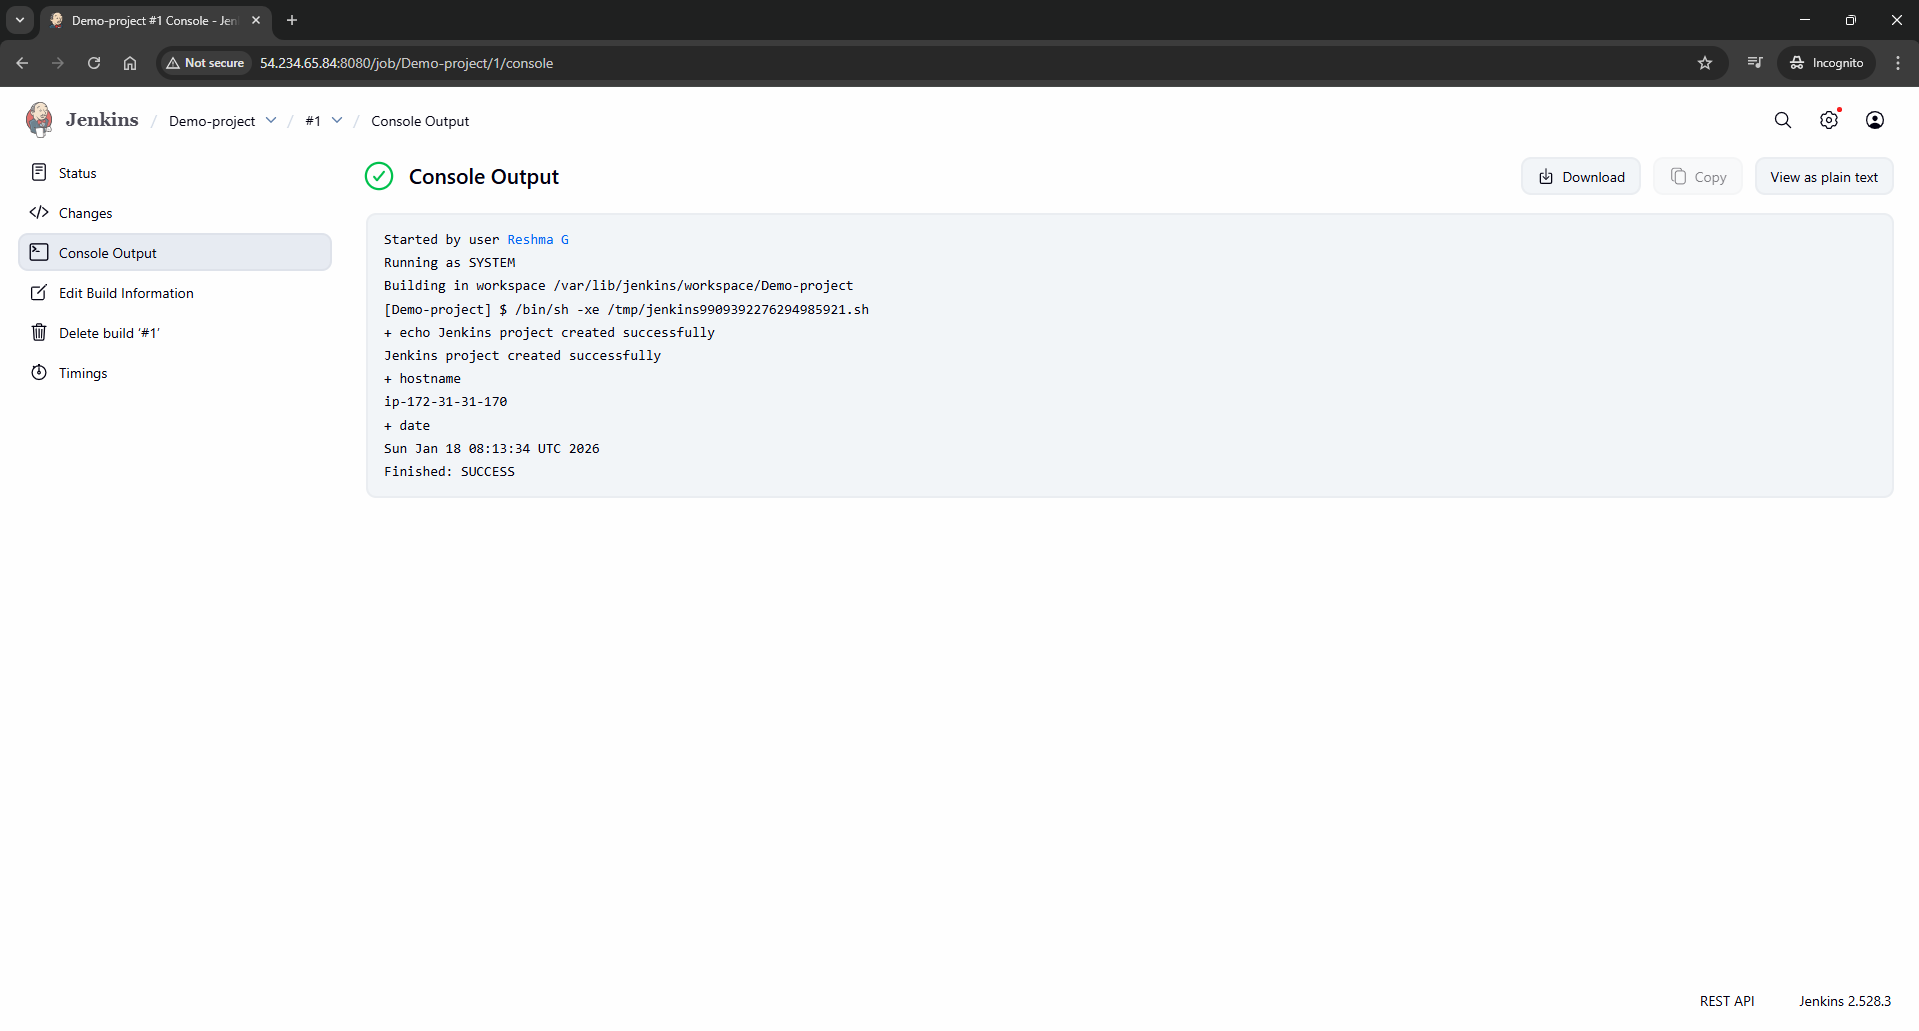 Demo-project #1 Console - Jen
Not secure
54.234.65.84:8080/job/Demo-project/1/console
Incognito
Jenkins / Demo-project / #1 / Console Output
Status
Changes
Console Output
Edit Build Information
Delete build ‘#1’
Timings
Console Output
Download
Copy
View as plain text
Started by user Reshma G
Running as SYSTEM
Building in workspace /var/lib/jenkins/workspace/Demo-project
[Demo-project] $ /bin/sh -xe /tmp/jenkins9909392276294985921.sh
+ echo Jenkins project created successfully
Jenkins project created successfully
+ hostname
ip-172-31-31-170
+ date
Sun Jan 18 08:13:34 UTC 2026
Finished: SUCCESS
REST API
Jenkins 2.528.3